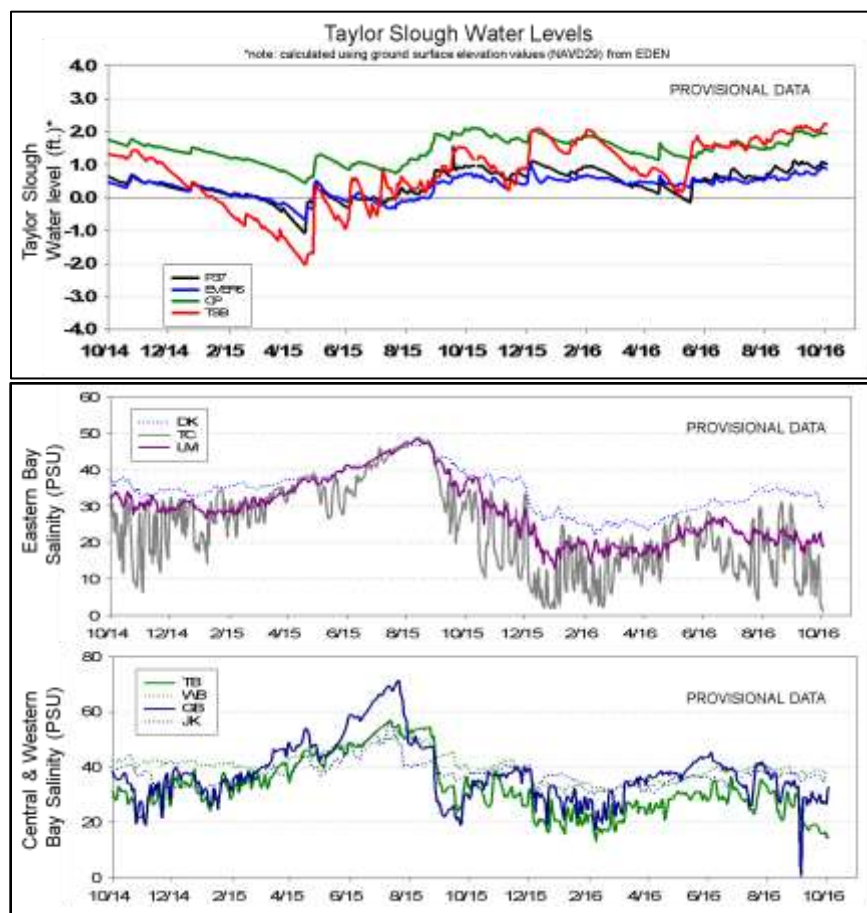 Taylor Slough Water Levels
*note: calculated using ground surface elevation values (NAVD29) from EDEN
PROVISIONAL DATA
Taylor Slough
Water level (ft.)*
4.0
3.0
2.0
1.0
0.0
-1.0
-2.0
-3.0
-4.0
P37
EVER6
CP
TSB
10/14 12/14 2/15 4/15 6/15 8/15 10/15 12/15 2/16 4/16 6/16 8/16 10/16
Eastern Bay
Salinity (PSU)
PROVISIONAL DATA
60
50
40
30
20
10
0
DK
TC
LM
10/14 12/14 2/15 4/15 6/15 8/15 10/15 12/15 2/16 4/16 6/16 8/16 10/16
Central & Western
Bay Salinity (PSU)
PROVISIONAL DATA
80
60
40
20
0
TB
WB
GB
JK
10/14 12/14 2/15 4/15 6/15 8/15 10/15 12/15 2/16 4/16 6/16 8/16 10/16